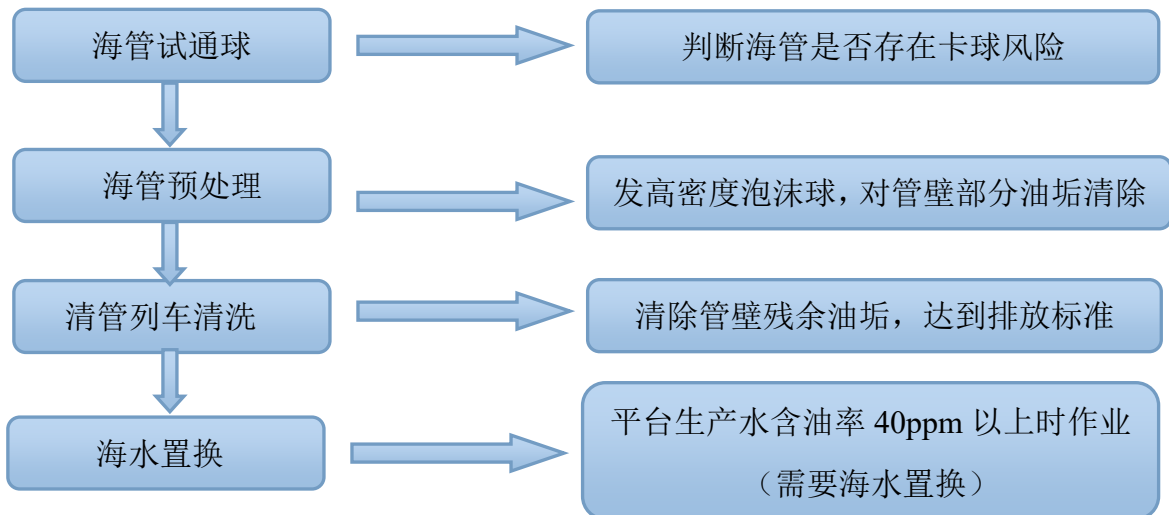 海管试通球
判断海管是否存在卡球风险
海管预处理
发高密度泡沫球，对管壁部分油垢清除
清管列车清洗
清除管壁残余油垢，达到排放标准
海水置换
平台生产水含油率 40ppm 以上时作业
（需要海水置换）